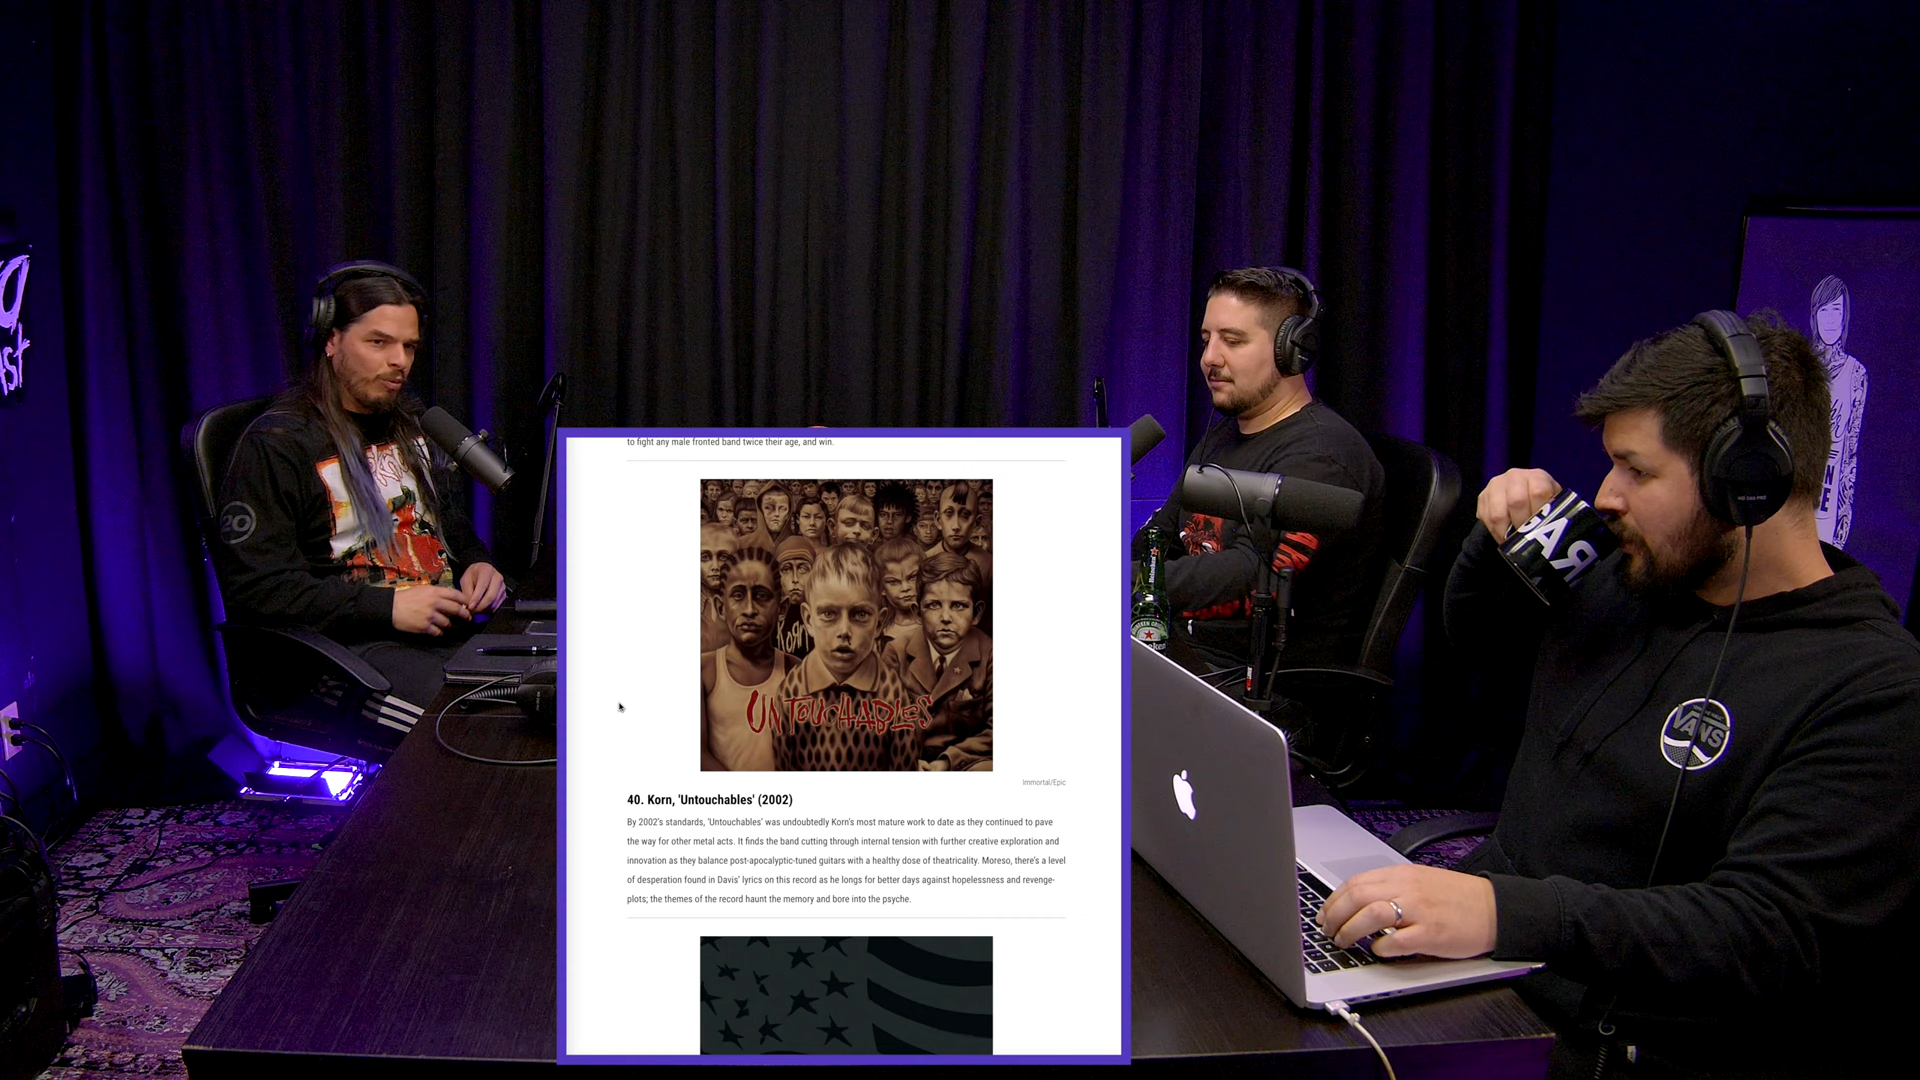 to fight any male fronted band twice their age, and win.
KoRn
UNTOUCHABLES
Immortal/Epic
40. Korn, 'Untouchables' (2002)
By 2002's standards, 'Untouchables' was undoubtedly Korn's most mature work to date as they continued to pave
the way for other metal acts. It finds the band cutting through internal tension with further creative exploration and
innovation as they balance post-apocalyptic-tuned guitars with a healthy dose of theatricality. Moreso, there's a level
of desperation found in Davis' lyrics on this record as he longs for better days against hopelessness and revenge-
plots; the themes of the record haunt the memory and bore into the psyche.
20
Heineken
VANS